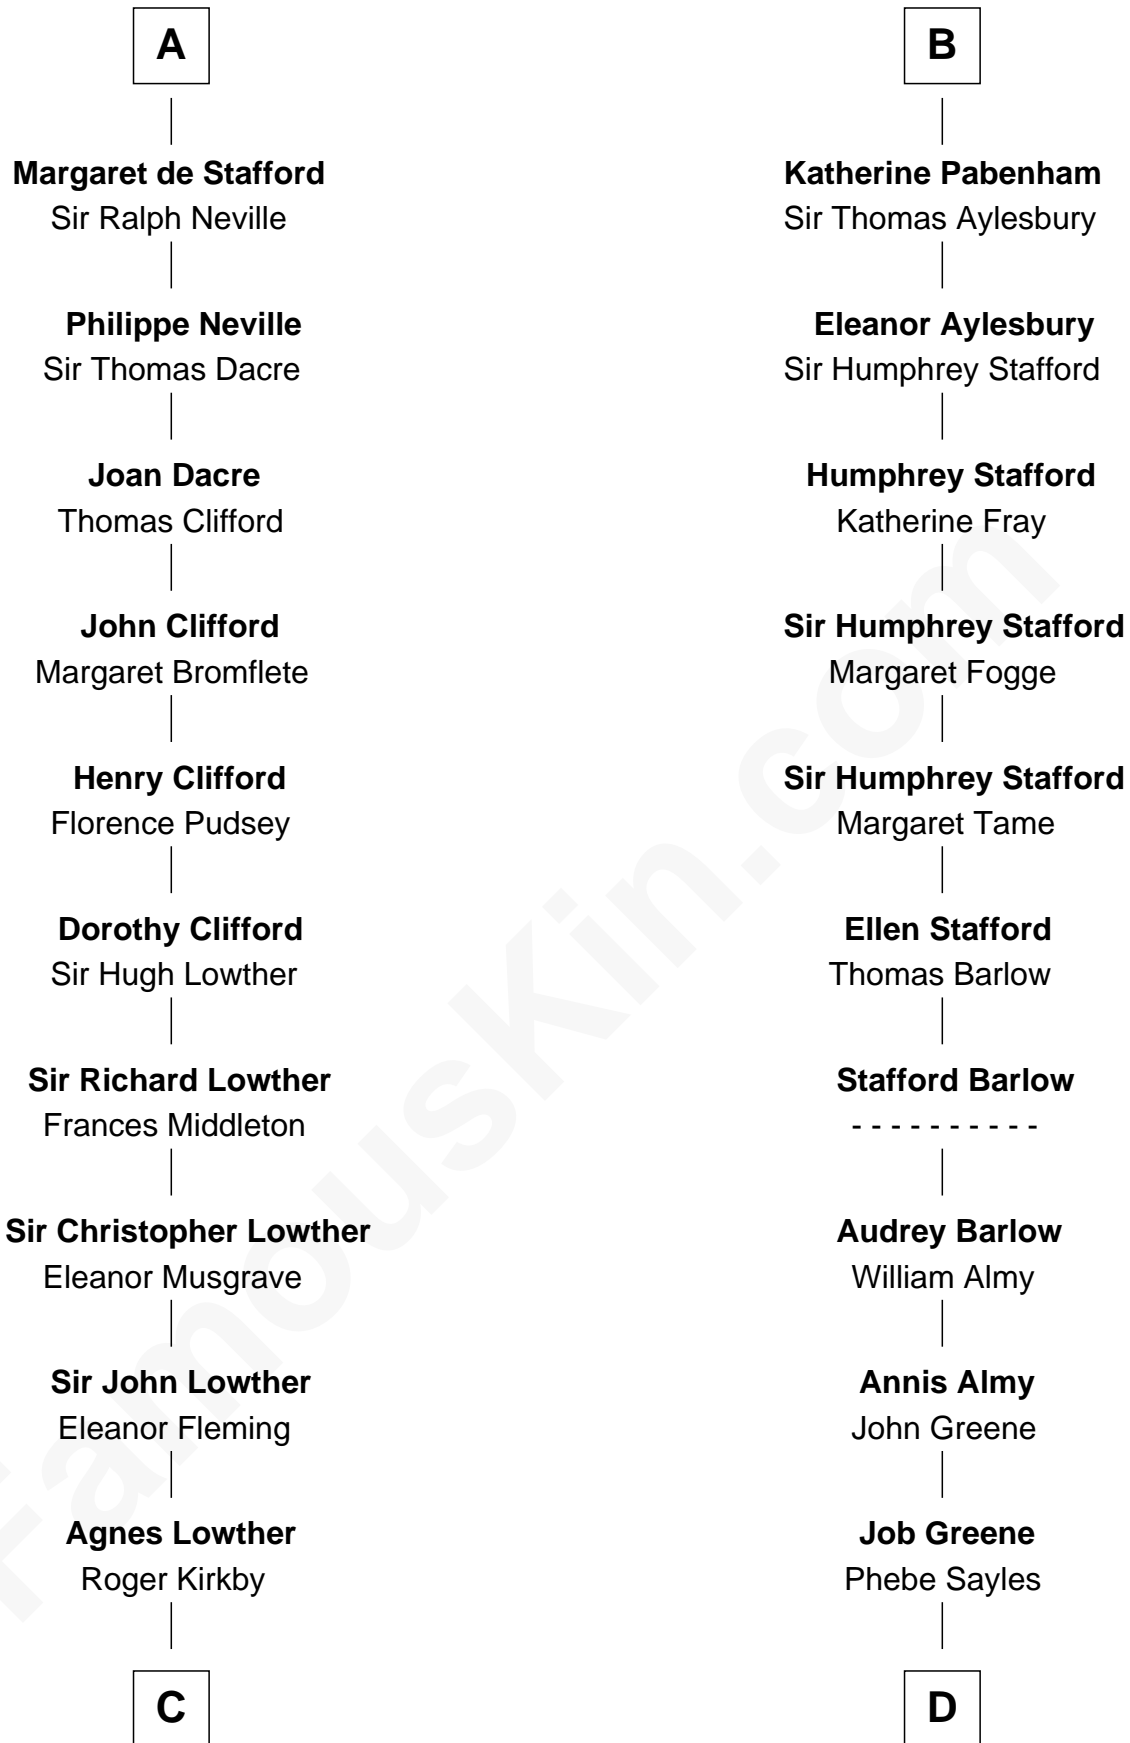 A
Margaret de Stafford
Sir Ralph Neville
Philippe Neville
Sir Thomas Dacre
Joan Dacre
Thomas Clifford
John Clifford
Margaret Bromflete
Henry Clifford
Florence Pudsey
Dorothy Clifford
Sir Hugh Lowther
Sir Richard Lowther
Frances Middleton
Sir Christopher Lowther
Eleanor Musgrave
Sir John Lowther
Eleanor Fleming
Agnes Lowther
Roger Kirkby
C
B
Katherine Pabenham
Sir Thomas Aylesbury
Eleanor Aylesbury
Sir Humphrey Stafford
Humphrey Stafford
Katherine Fray
Sir Humphrey Stafford
Margaret Fogge
Sir Humphrey Stafford
Margaret Tame
Ellen Stafford
Thomas Barlow
Stafford Barlow
- - - - - - - - - -
Audrey Barlow
William Almy
Annis Almy
John Greene
Job Greene
Phebe Sayles
D
FamousKin.com